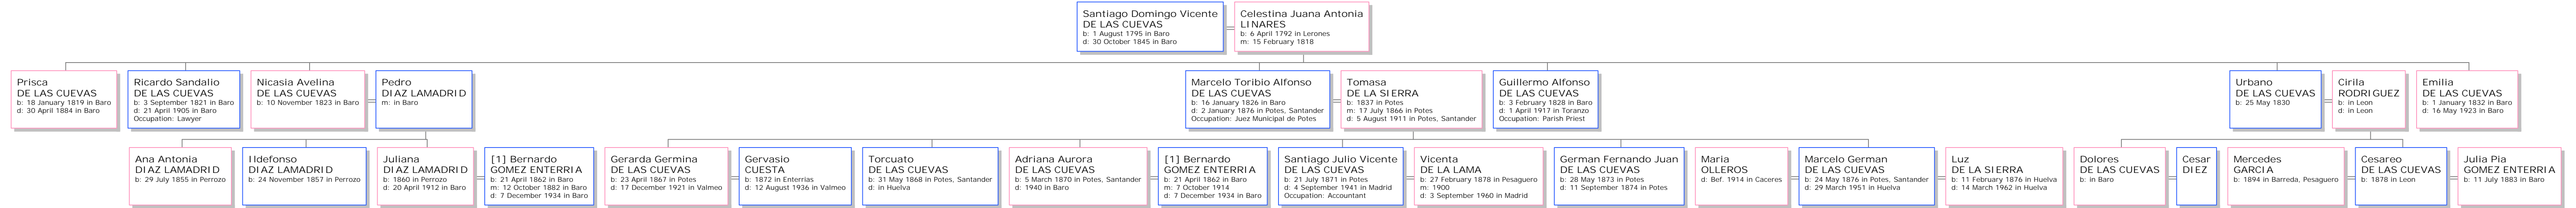 Santiago Domingo Vicente
DE LAS CUEVAS
b: 1 August 1795 in Baro
d: 30 October 1845 in Baro
Celestina Juana Antonia
LINARES
b: 6 April 1792 in Lerones
m: 15 February 1818
Prisca
DE LAS CUEVAS
b: 18 January 1819 in Baro
d: 30 April 1884 in Baro
Ricardo Sandalio
DE LAS CUEVAS
b: 3 September 1821 in Baro
d: 21 April 1905 in Baro
Occupation: Lawyer
Nicasia Avelina
DE LAS CUEVAS
b: 10 November 1823 in Baro
Pedro
DIAZ LAMADRID
m: in Baro
Marcelo Toribio Alfonso
DE LAS CUEVAS
b: 16 January 1826 in Baro
d: 2 January 1876 in Potes, Santander
Occupation: Juez Municipal de Potes
Tomasa
DE LA SIERRA
b: 1837 in Potes
m: 17 July 1866 in Potes
d: 5 August 1911 in Potes, Santander
Guillermo Alfonso
DE LAS CUEVAS
b: 3 February 1828 in Baro
d: 1 April 1917 in Toranzo
Occupation: Parish Priest
Urbano
DE LAS CUEVAS
b: 25 May 1830
Cirila
RODRIGUEZ
b: in Leon
d: in Leon
Emilia
DE LAS CUEVAS
b: 1 January 1832 in Baro
d: 16 May 1923 in Baro
Ana Antonia
DIAZ LAMADRID
b: 29 July 1855 in Perrozo
Ildefonso
DIAZ LAMADRID
b: 24 November 1857 in Perrozo
Juliana
DIAZ LAMADRID
b: 1860 in Perrozo
d: 20 April 1912 in Baro
[1] Bernardo
GOMEZ ENTERRIA
b: 21 April 1862 in Baro
m: 12 October 1882 in Baro
d: 7 December 1934 in Baro
Gerarda Germina
DE LAS CUEVAS
b: 23 April 1867 in Potes
d: 17 December 1921 in Valmeo
Gervasio
CUESTA
b: 1872 in Enterrias
d: 12 August 1936 in Valmeo
Torcuato
DE LAS CUEVAS
b: 31 May 1868 in Potes, Santander
d: in Huelva
Adriana Aurora
DE LAS CUEVAS
b: 5 March 1870 in Potes, Santander
d: 1940 in Baro
[1] Bernardo
GOMEZ ENTERRIA
b: 21 April 1862 in Baro
m: 7 October 1914
d: 7 December 1934 in Baro
Santiago Julio Vicente
DE LAS CUEVAS
b: 21 July 1871 in Potes
d: 4 September 1941 in Madrid
Occupation: Accountant
Vicenta
DE LA LAMA
b: 27 February 1878 in Pesaguero
m: 1900
d: 3 September 1960 in Madrid
German Fernando Juan
DE LAS CUEVAS
b: 28 May 1873 in Potes
d: 11 September 1874 in Potes
Maria
OLLEROS
d: Bef. 1914 in Caceres
Marcelo German
DE LAS CUEVAS
b: 24 May 1876 in Potes, Santander
d: 29 March 1951 in Huelva
Luz
DE LA SIERRA
b: 11 February 1876 in Huelva
d: 14 March 1962 in Huelva
Dolores
DE LAS CUEVAS
b: in Baro
Cesar
DIEZ
Mercedes
GARCIA
b: 1894 in Barreda, Pesaguero
Cesareo
DE LAS CUEVAS
b: 1878 in Leon
Julia Pia
GOMEZ ENTERRIA
b: 11 July 1883 in Baro